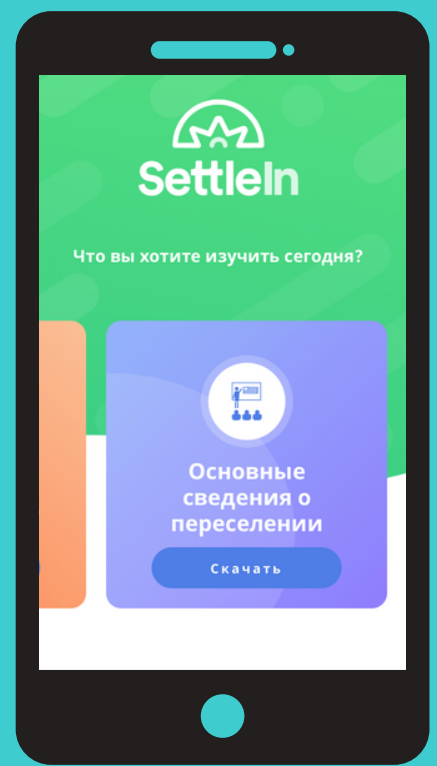 SettleIn
Что вы хотите изучить сегодня?
Основные
сведения о
переселении
Скачать